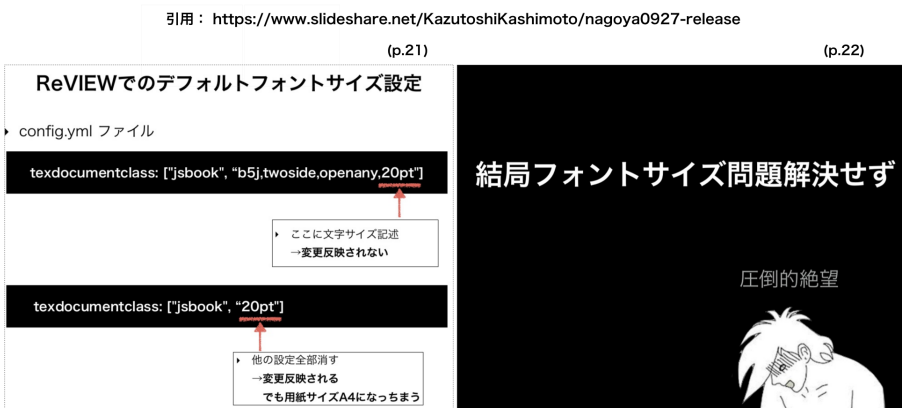 引用： https://www.slideshare.net/KazutoshiKashimoto/nagoya0927-release
(p.21)
(p.22)
ReVIEWでのデフォルトフォントサイズ設定
config.yml ファイル
texdocumentclass: ["jsbook", “b5j,twoside,openany,20pt"]
ここに文字サイズ記述
→変更反映されない
texdocumentclass: ["jsbook", “20pt"]
他の設定全部消す
→変更反映される
でも用紙サイズA4になっちまう
結局フォントサイズ問題解決せず
圧倒的絶望